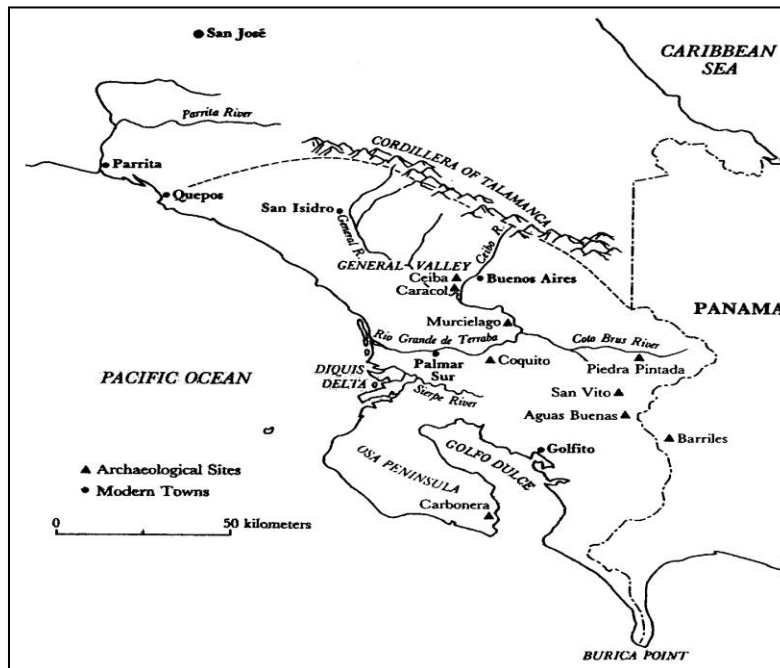 San José
CARIBBEAN
SEA
Parrita River
CORDILLERA OF TALAMANCA
Parrita
Quepos
San Isidro
General R.
Ceibo R.
GENERAL VALLEY
Ceiba
Buenos Aires
Caracol
PANAMA
Murcielago
Rio Grande de Terraba
Coto Brus River
Palmar
Sur
Coquito
Piedra Pintada
DIQUIS
DELTA
PACIFIC OCEAN
Sierpe River
San Vito
Aguas Buenas
Barriles
GOLFO DULCE
Golfito
OSA PENINSULA
Archaeological Sites
Modern Towns
Carbonera
0 50 kilometers
BURICA POINT